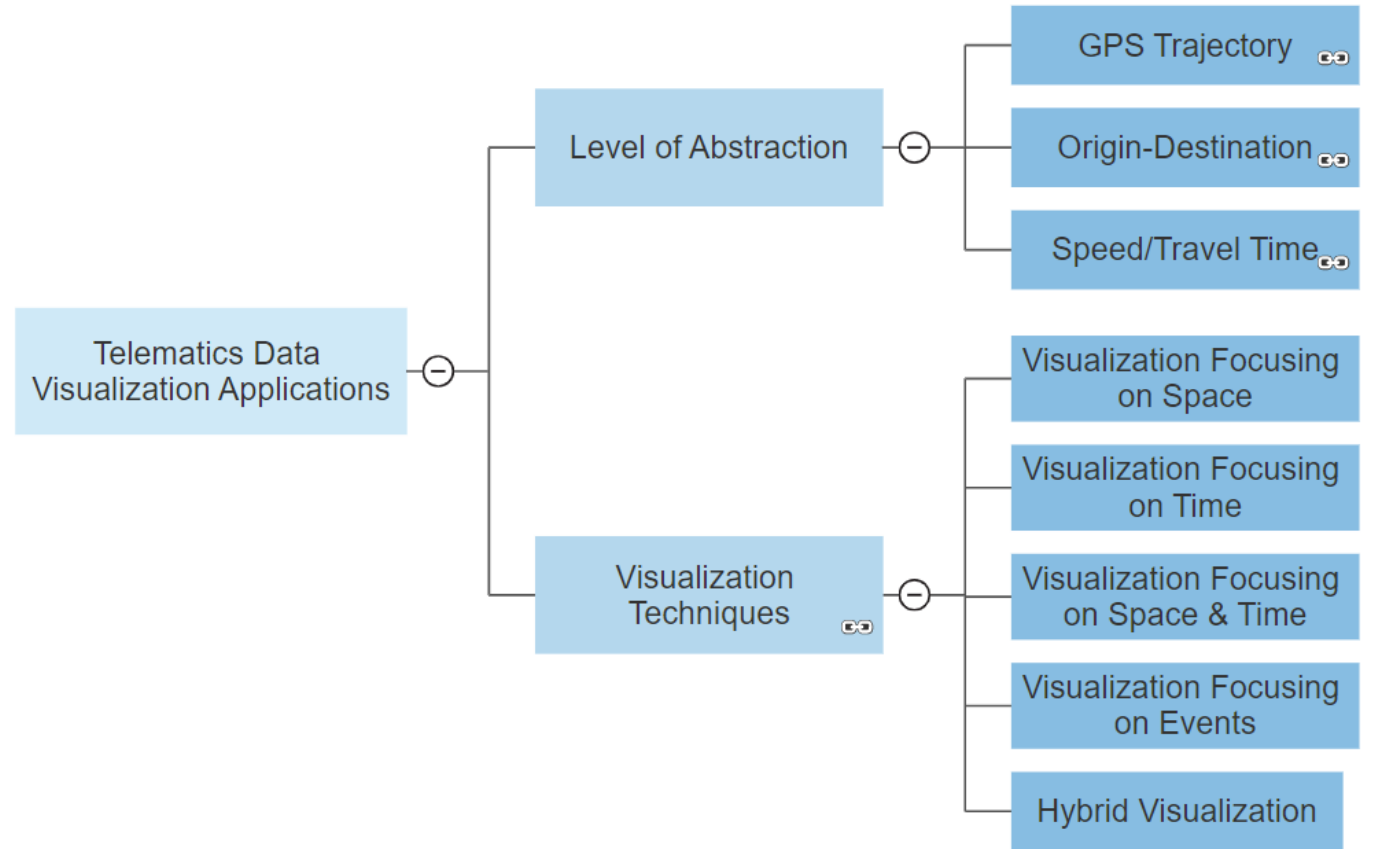 Telematics Data
Visualization Applications
Level of Abstraction
GPS Trajectory
Origin-Destination
Speed/Travel Time
Visualization
Techniques
Visualization Focusing
on Space
Visualization Focusing
on Time
Visualization Focusing
on Space & Time
Visualization Focusing
on Events
Hybrid Visualization